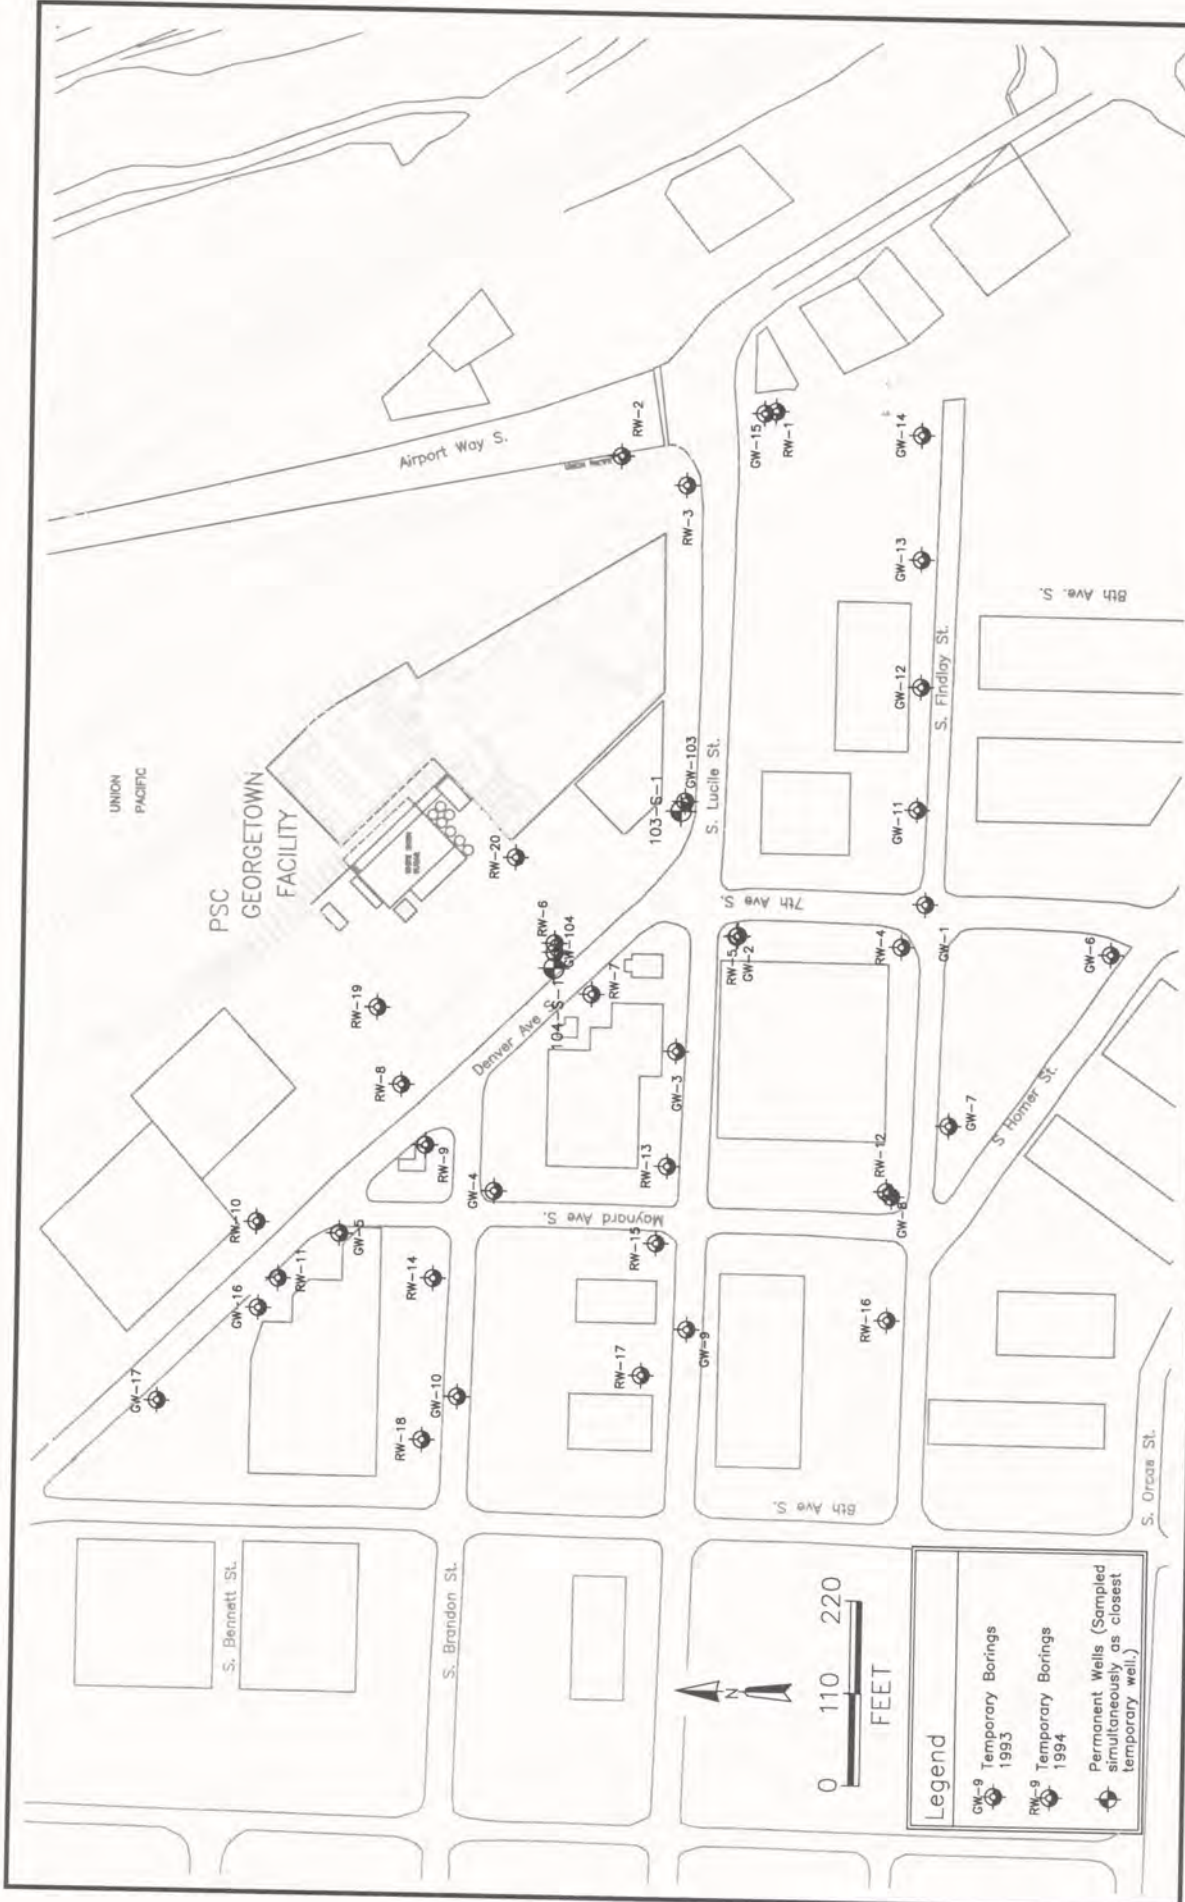 UNION
PACIFIC
PSC
GEORGETOWN
FACILITY
Airport Way S.
RW-2
RW-3
GW-15
RW-1
GW-14
GW-13
GW-12
GW-11
8th Ave. S.
S. Findlay St.
S. Lucile St.
103-S-1
GW-103
RW-20
RW-6
GW-104
104-S-1
RW-7
RW-19
RW-8
Denver Ave S.
7th Ave S.
RW-5
GW-2
RW-4
GW-1
GW-6
GW-7
S Homer St.
GW-3
RW-13
RW-12
GW-8
RW-9
GW-4
Maynard Ave S.
RW-10
GW-5
RW-11
GW-16
GW-17
RW-14
RW-15
GW-9
RW-16
RW-17
GW-10
RW-18
6th Ave S.
S. Orcas St.
S. Bennett St.
S. Brandon St.
N
0 110 220
FEET
Legend
GW-9 Temporary Borings
1993
RW-9 Temporary Borings
1994
Permanent Wells (Sampled
simultaneously as closest
temporary well.)